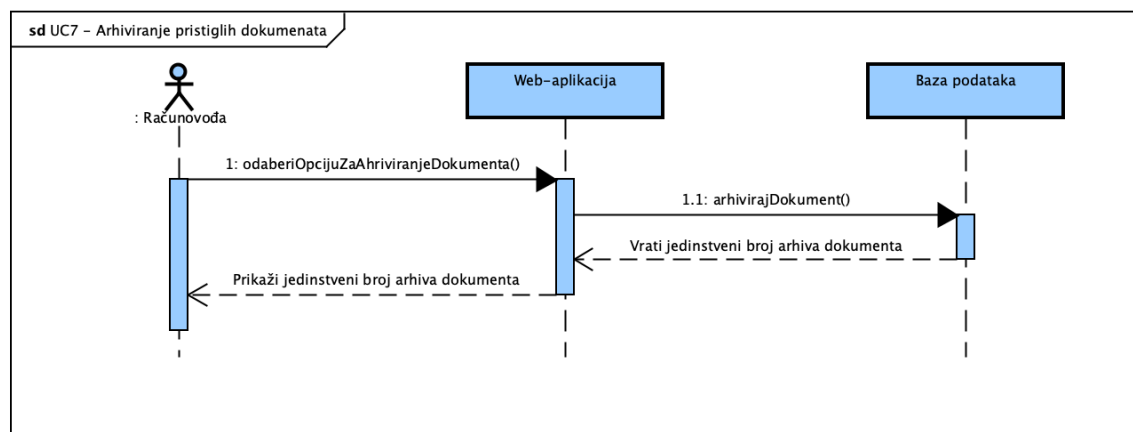 sd UC7 – Arhiviranje pristiglih dokumenata
: Računovođa
Web-aplikacija
Baza podataka
1: odaberiOpcijuZaAhriviranjeDokumenta()
1.1: arhivirajDokument()
Vrati jedinstveni broj arhiva dokumenta
Prikaži jedinstveni broj arhiva dokumenta